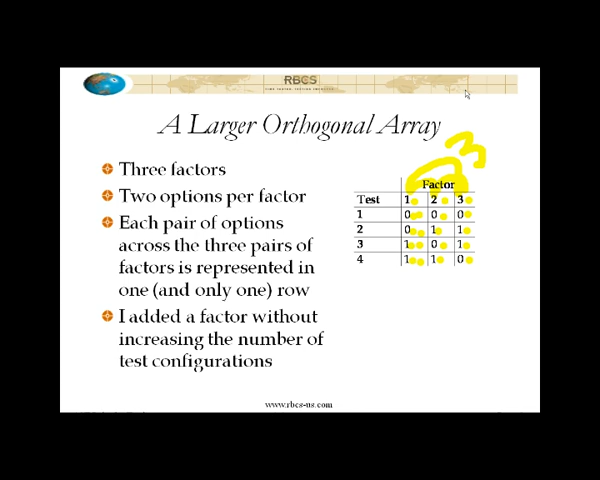 RBCS
A Larger Orthogonal Array
Three factors
Two options per factor
Each pair of options
across the three pairs of
factors is represented in
one (and only one) row
I added a factor without
increasing the number of
test configurations
3
Factor
Test 1 2 3
1 0 0 0
2 0 1 1
3 1 0 1
4 1 1 0
www.rbcs-us.com